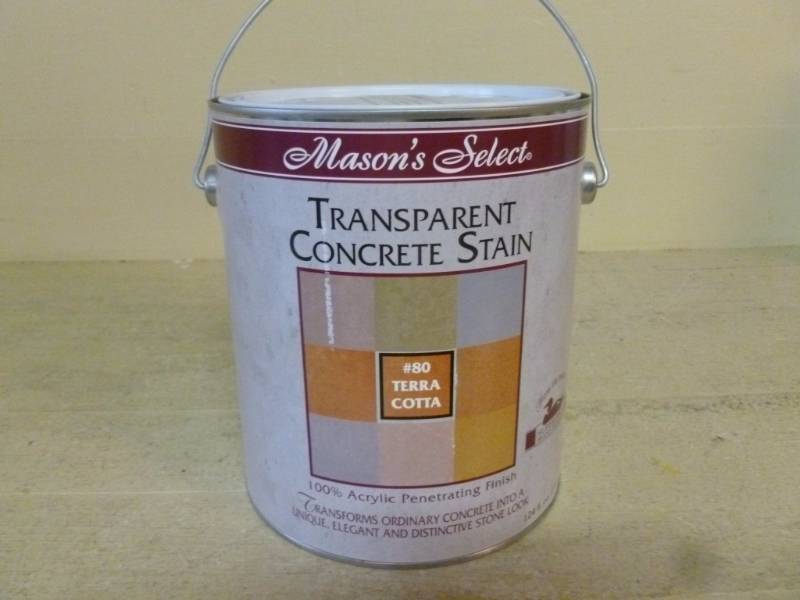 Mason's Select®
TRANSPARENT
CONCRETE STAIN
#80
TERRA
COTTA
100% Acrylic Penetrating Finish
TRANSFORMS ORDINARY CONCRETE INTO A
UNIQUE, ELEGANT AND DISTINCTIVE STONE LOOK